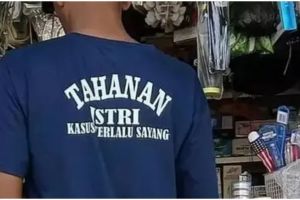 TAHANAN
ISTRI
KASUS TERLALU SAYANG